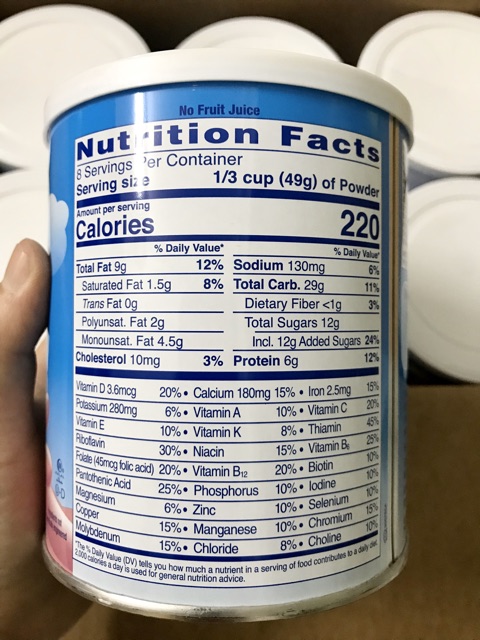 No Fruit Juice
Nutrition Facts
8 Servings Per Container
Serving size 1/3 cup (49g) of Powder
Amount per serving
Calories 220
% Daily Value* % Daily Value*
Total Fat 9g 12% Sodium 130mg 6%
Saturated Fat 1.5g 8% Total Carb. 29g 11%
Trans Fat 0g Dietary Fiber <1g 3%
Polyunsat. Fat 2g Total Sugars 12g
Monounsat. Fat 4.5g Incl. 12g Added Sugars 24%
Cholesterol 10mg 3% Protein 6g 12%
Vitamin D 3.6mcg 20% • Calcium 180mg 15% • Iron 2.5mg 15%
Potassium 280mg 6% • Vitamin A 10% • Vitamin C 20%
Vitamin E 10% • Vitamin K 8% • Thiamin 45%
Riboflavin 30% • Niacin 15% • Vitamin B6 25%
Folate (45mcg folic acid) 20% • Vitamin B12 20% • Biotin 10%
Pantothenic Acid 25% • Phosphorus 10% • Iodine 10%
Magnesium 6% • Zinc 10% • Selenium 10%
Copper 15% • Manganese 10% • Chromium 15%
Molybdenum 15% • Chloride 8% • Choline 10%
*The % Daily Value (DV) tells you how much a nutrient in a serving of food contributes to a daily diet.
2,000 calories a day is used for general nutrition advice.